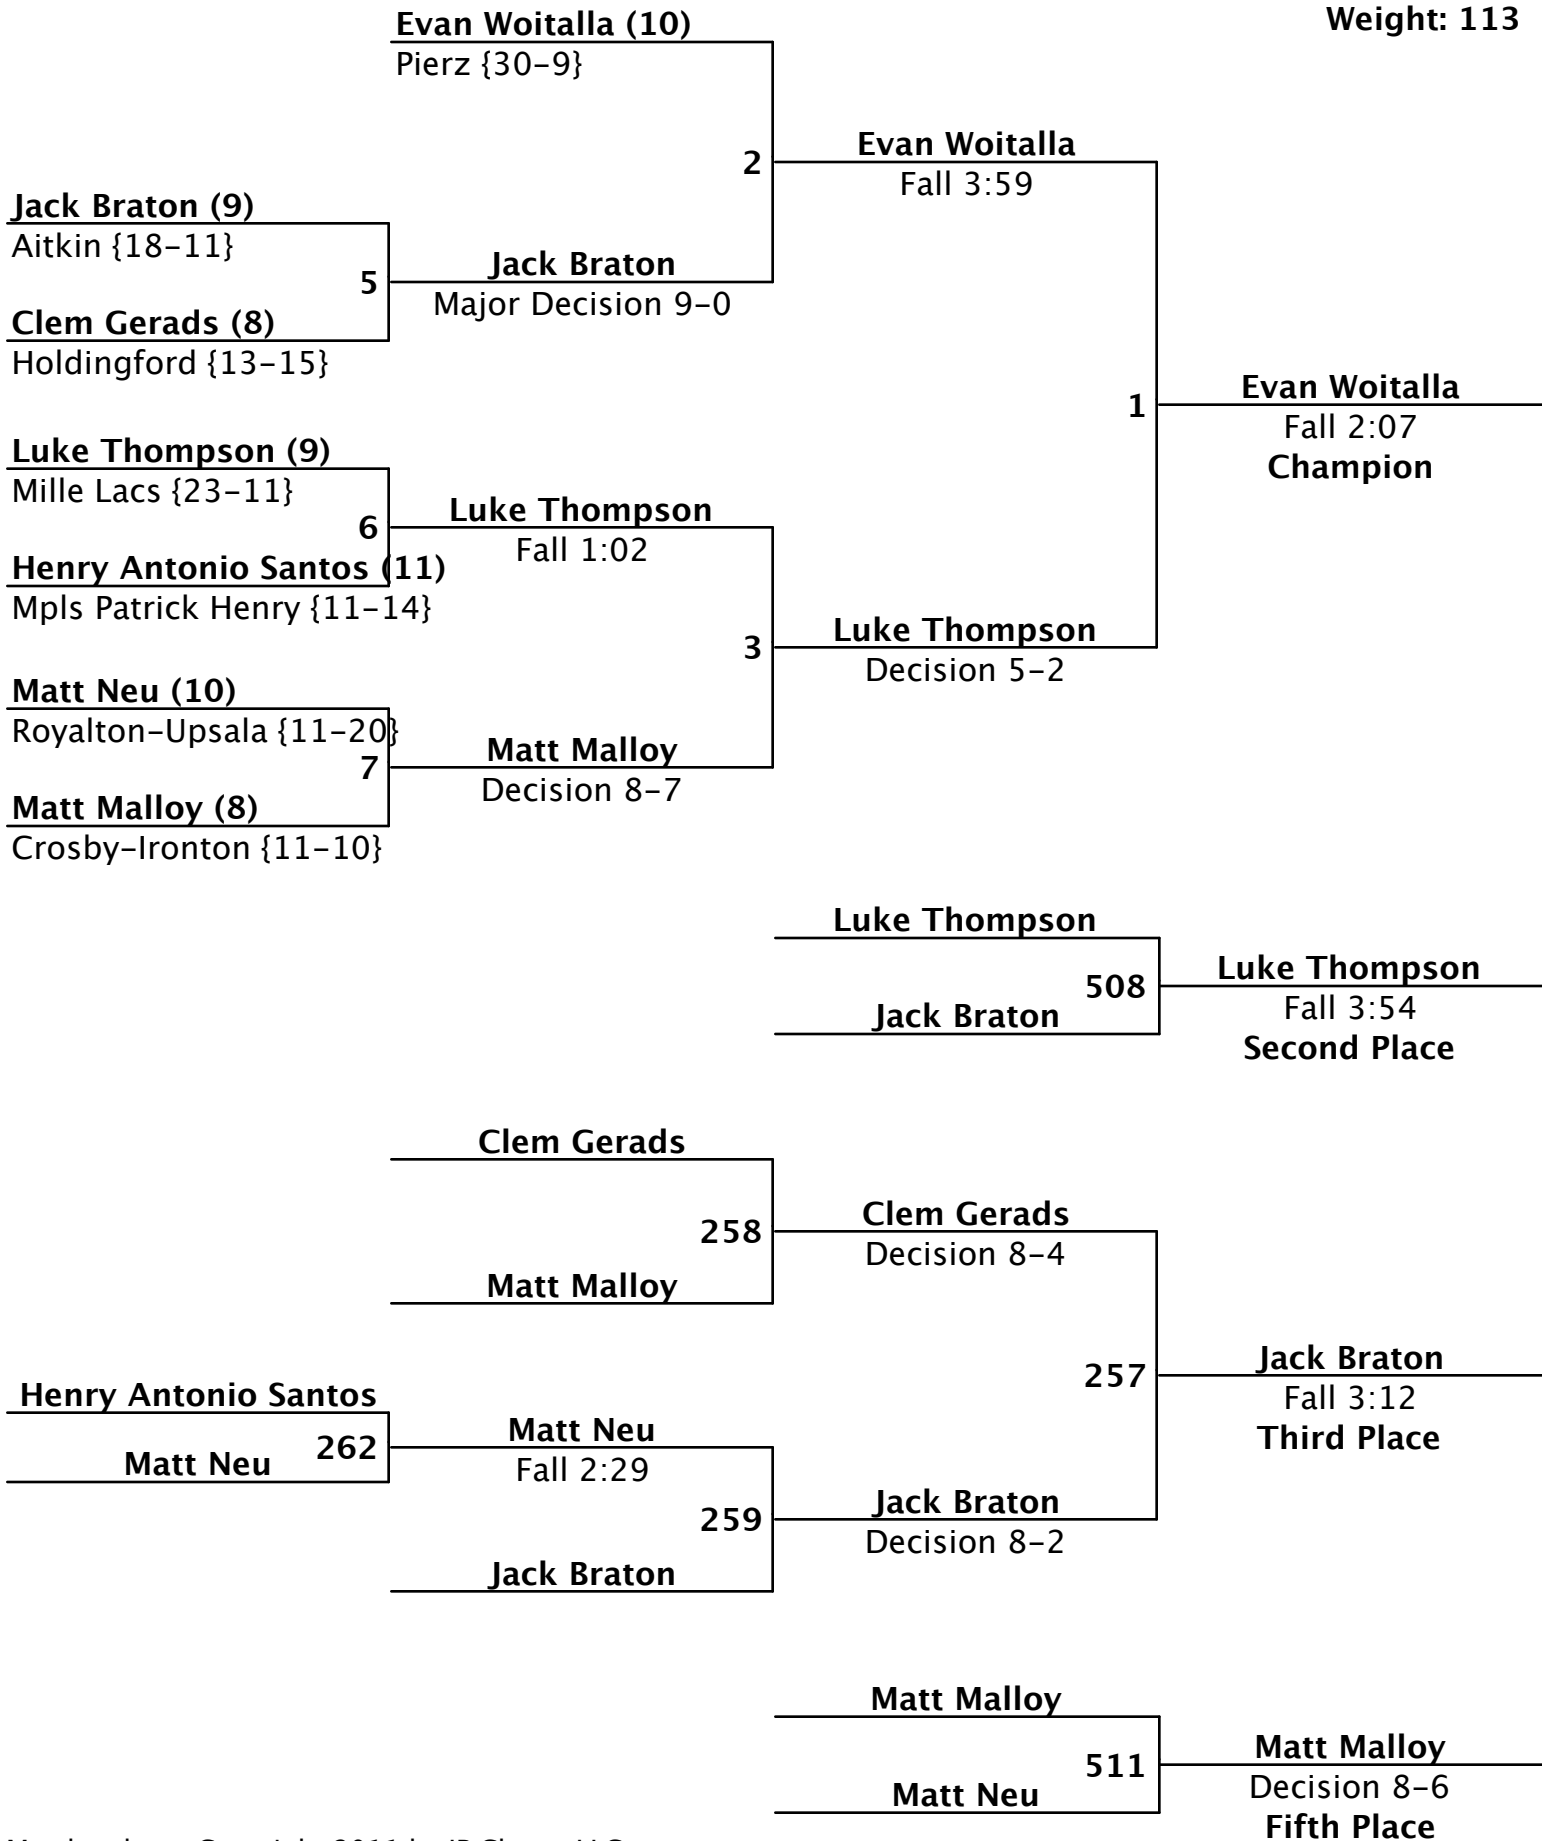 Weight: 113
Evan Woitalla (10)
Pierz {30-9}
2
Evan Woitalla
Fall 3:59
Jack Braton (9)
Aitkin {18-11}
5
Jack Braton
Major Decision 9-0
Clem Gerads (8)
Holdingford {13-15}
1
Evan Woitalla
Fall 2:07
Champion
Luke Thompson (9)
Mille Lacs {23-11}
6
Luke Thompson
Fall 1:02
Henry Antonio Santos (11)
Mpls Patrick Henry {11-14}
3
Luke Thompson
Decision 5-2
Matt Neu (10)
Royalton-Upsala {11-20}
7
Matt Malloy
Decision 8-7
Matt Malloy (8)
Crosby-Ironton {11-10}
Luke Thompson
508
Jack Braton
Luke Thompson
Fall 3:54
Second Place
Clem Gerads
258
Matt Malloy
Clem Gerads
Decision 8-4
257
Jack Braton
Fall 3:12
Third Place
Henry Antonio Santos
262
Matt Neu
Matt Neu
Fall 2:29
259
Jack Braton
Jack Braton
Decision 8-2
Matt Malloy
511
Matt Neu
Matt Malloy
Decision 8-6
Fifth Place